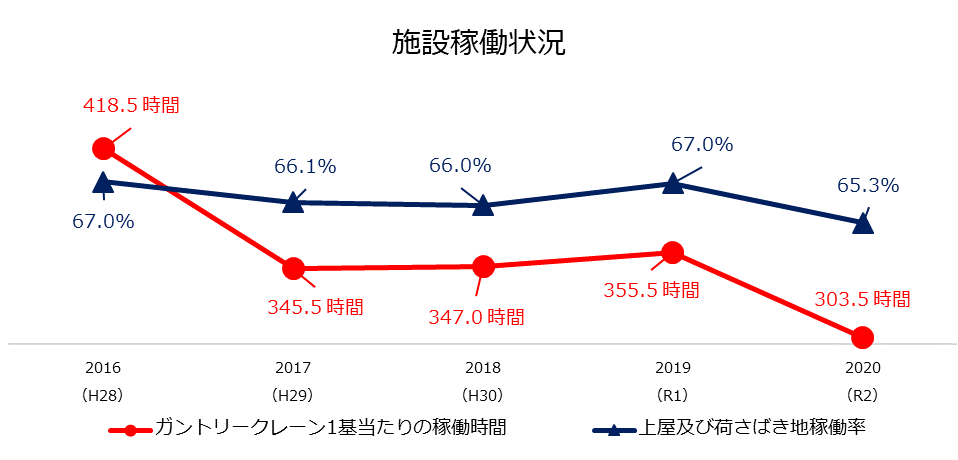 施設稼働状況
418.5 時間
67.0%
66.1%
66.0%
67.0%
65.3%
345.5 時間
347.0 時間
355.5 時間
303.5 時間
2016 2017 2018 2019 2020
（H28） （H29） （H30） （R1） （R2）
ガントリークレーン1基当たりの稼働時間 上屋及び荷さばき地稼働率